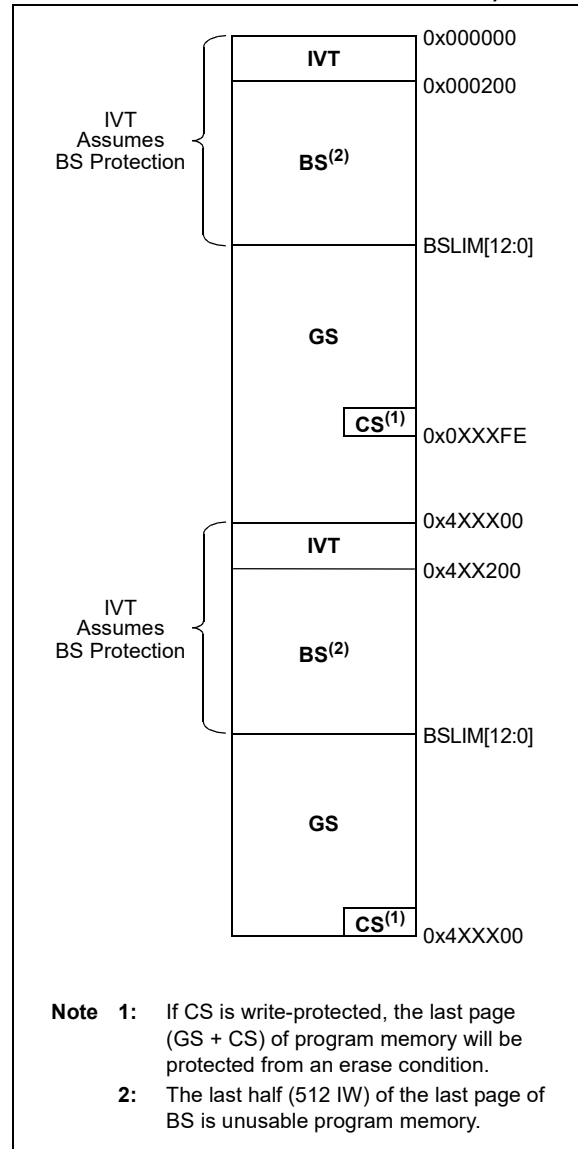 0x000000
IVT
0x000200
IVT
Assumes
BS Protection
BS(2)
BSLIM[12:0]
GS
CS(1)
0x0XXXFE
0x4XXX00
IVT
0x4XX200
IVT
Assumes
BS Protection
BS(2)
BSLIM[12:0]
GS
CS(1)
0x4XXX00
Note 1: If CS is write-protected, the last page
(GS + CS) of program memory will be
protected from an erase condition.
2: The last half (512 IW) of the last page of
BS is unusable program memory.